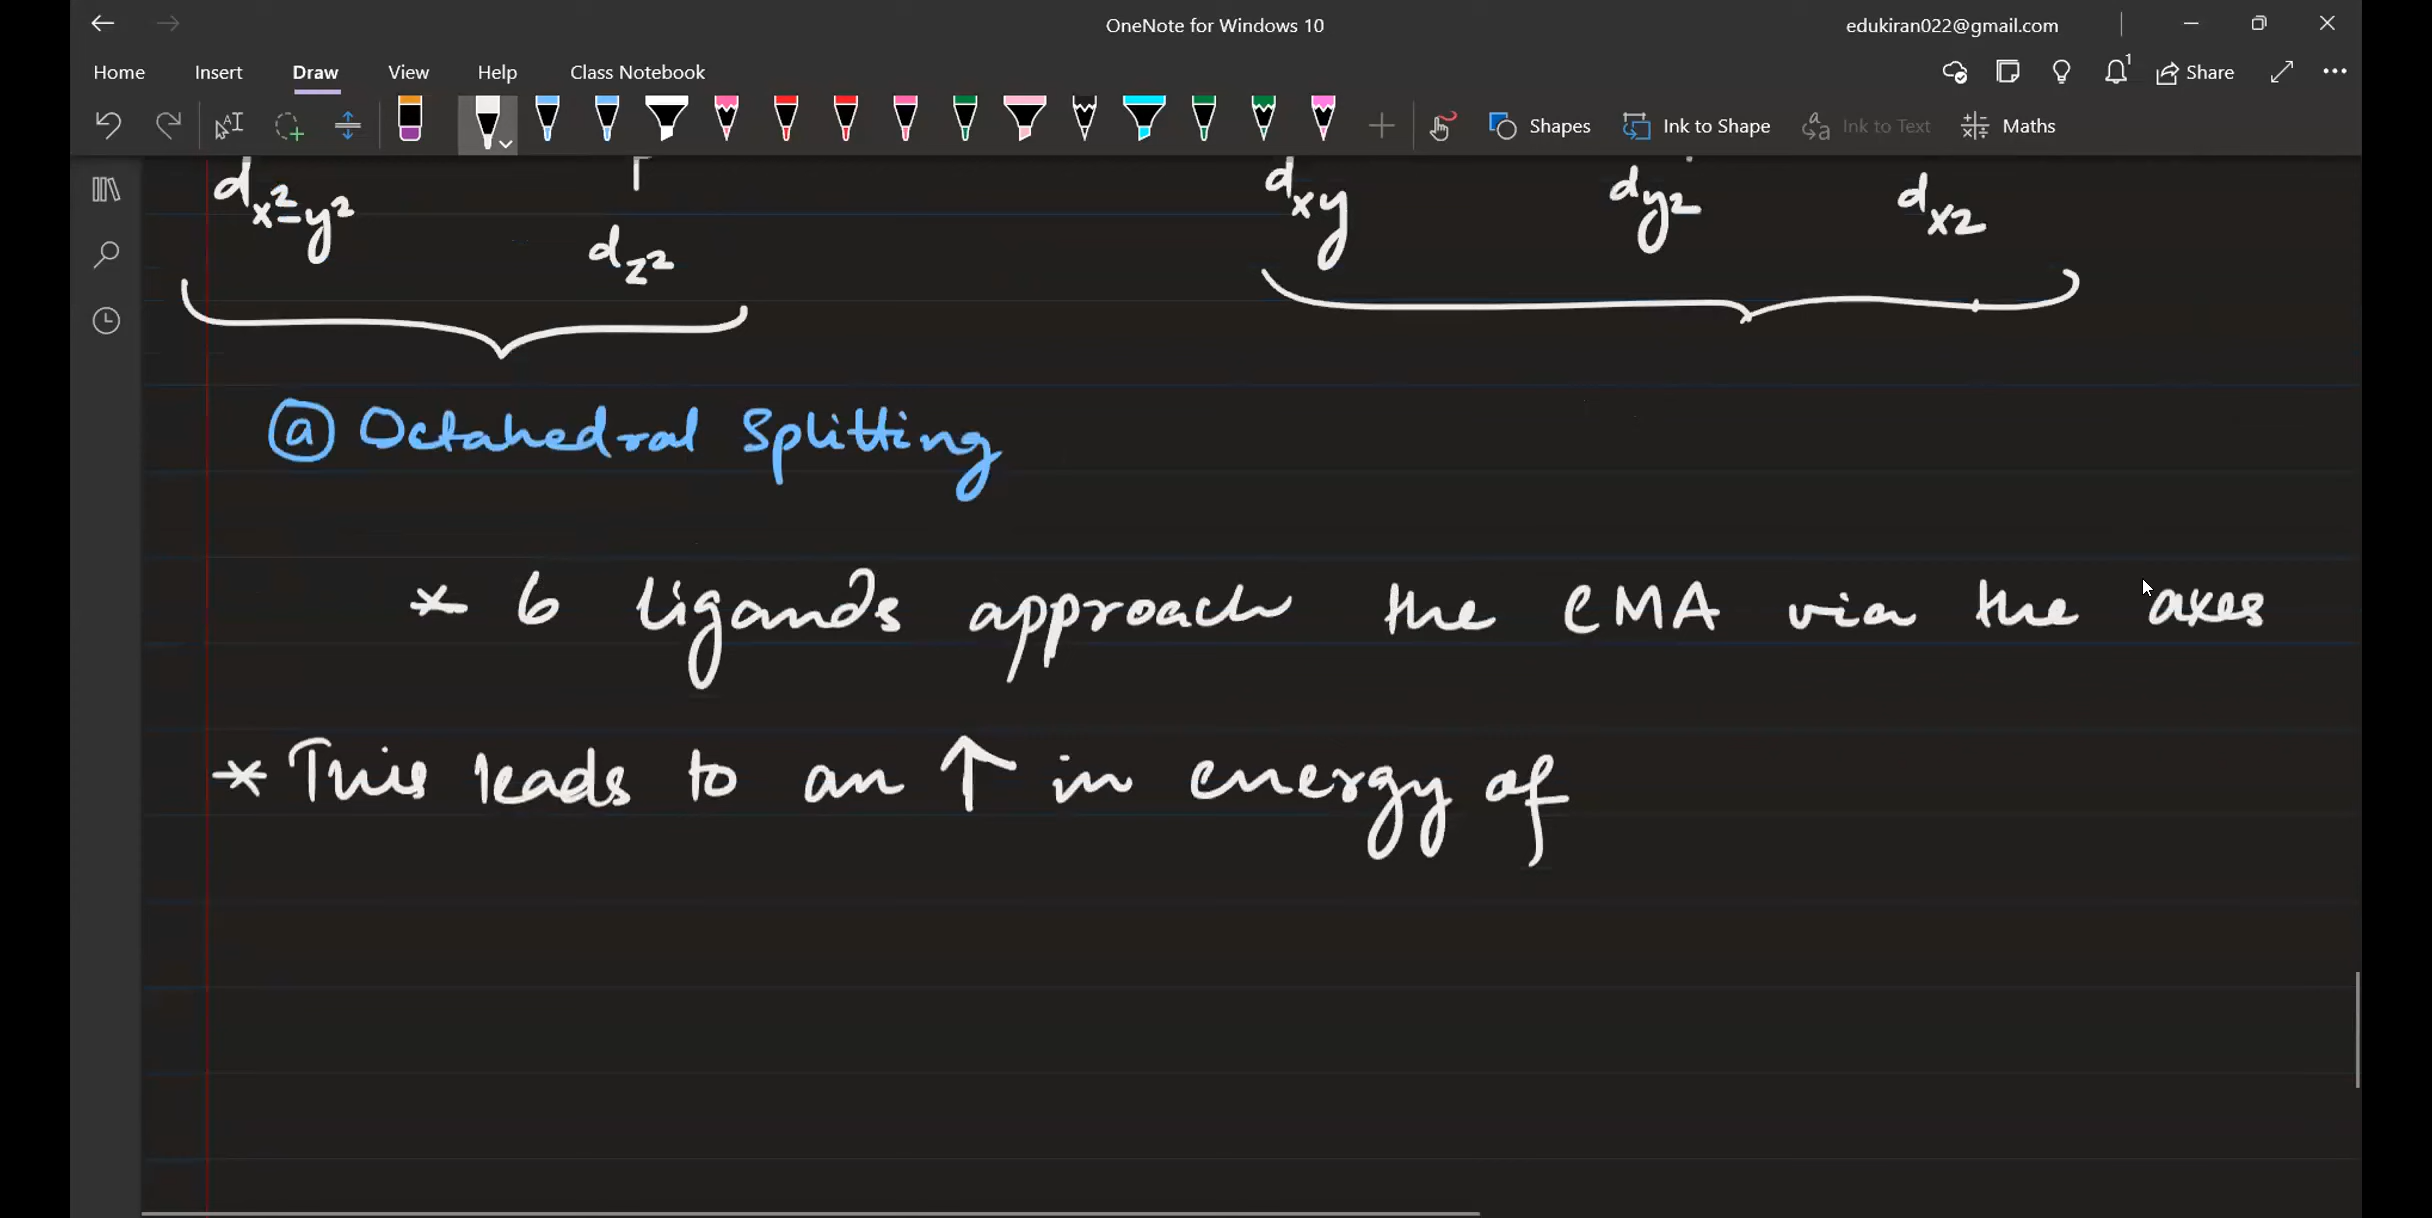 OneNote for Windows 10
edukiran022@gmail.com
Home Insert Draw View Help Class Notebook
1
Share
Shapes Ink to Shape Ink to Text Maths
dx²-y² dz² dxy dyz dxz
ⓐ Octahedral Splitting
* 6 ligands approach the CMA via the axes
* This leads to an ↑ in energy of